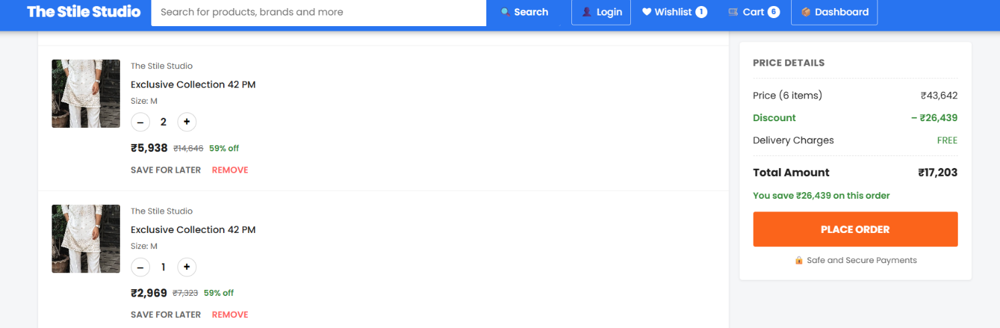 The Stile Studio
Search for products, brands and more
Search
Login
Wishlist 1
Cart 6
Dashboard
The Stile Studio
Exclusive Collection 42 PM
Size: M
– 2 +
₹5,938 ₹14,646 59% off
SAVE FOR LATER REMOVE
The Stile Studio
Exclusive Collection 42 PM
Size: M
– 1 +
₹2,969 ₹7,323 59% off
SAVE FOR LATER REMOVE
PRICE DETAILS
Price (6 items) ₹43,642
Discount – ₹26,439
Delivery Charges FREE
Total Amount ₹17,203
You save ₹26,439 on this order
PLACE ORDER
Safe and Secure Payments